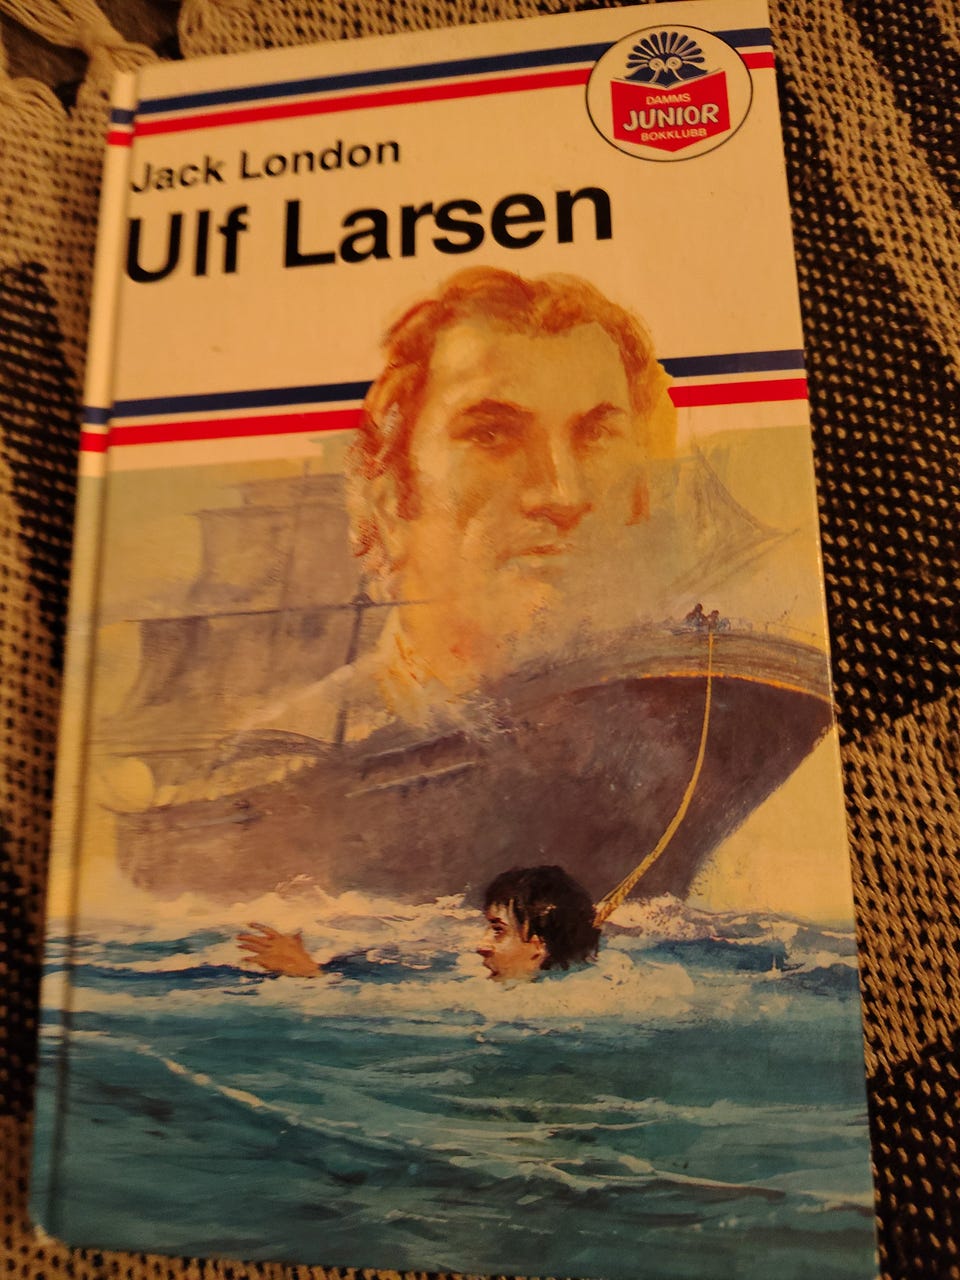 DAMMS
JUNIOR
BOKKLUBB
Jack London
Ulf Larsen